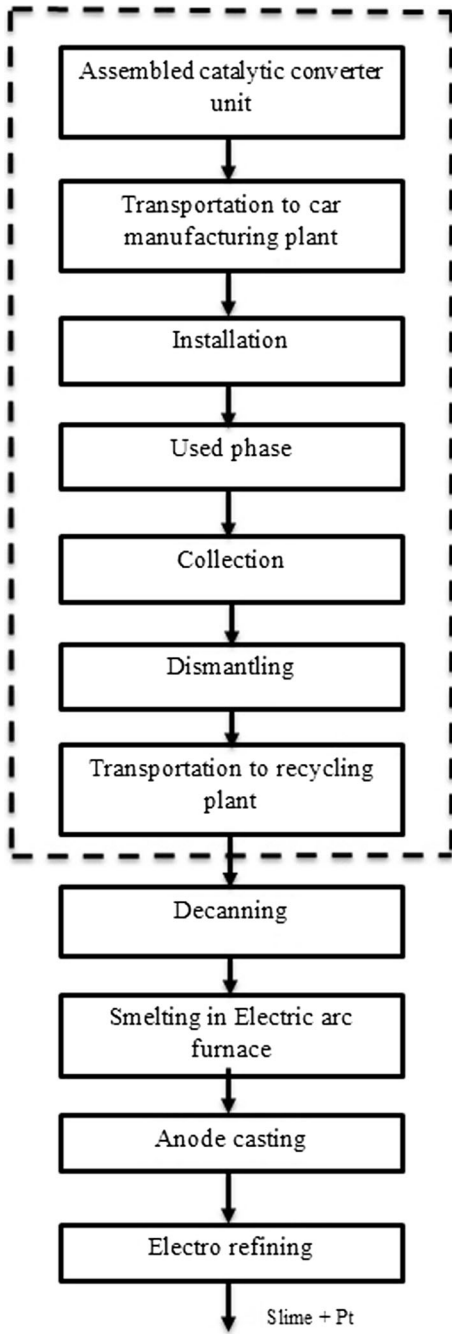 Assembled catalytic converter
unit
Transportation to car
manufacturing plant
Installation
Used phase
Collection
Dismantling
Transportation to recycling
plant
Decanning
Smelting in Electric arc
furnace
Anode casting
Electro refining
Slime + Pt